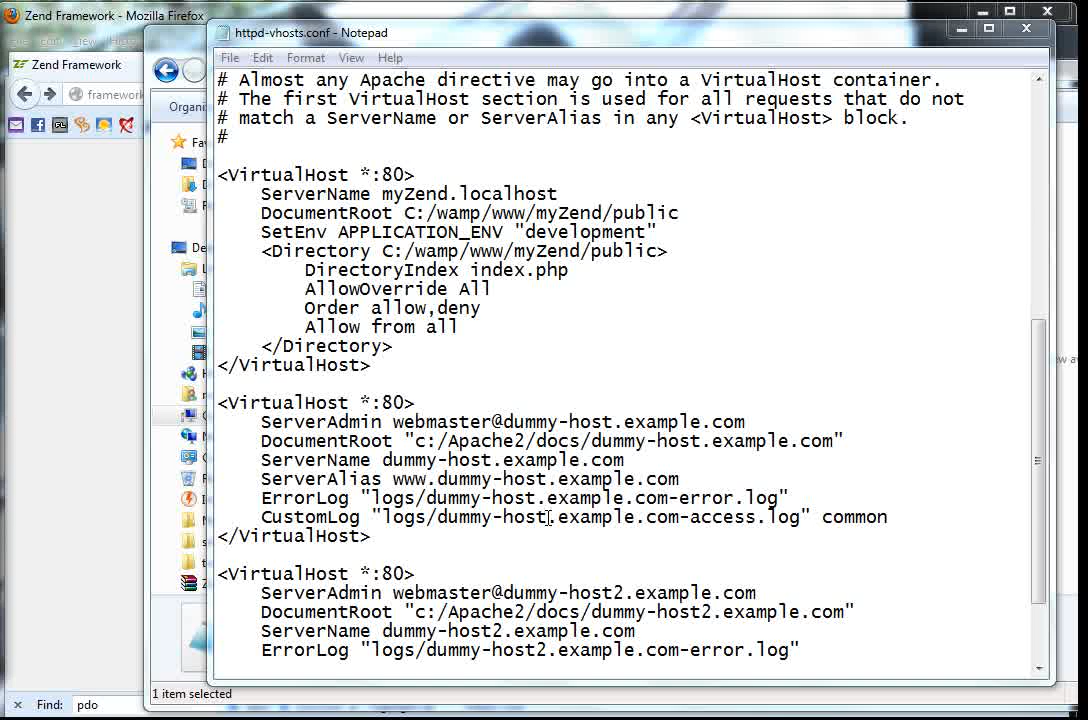 Zend Framework - Mozilla Firefox
Zend Framework
framework
Organi
Fav
httpd-vhosts.conf - Notepad
File Edit Format View Help
# Almost any Apache directive may go into a VirtualHost container.
# The first VirtualHost section is used for all requests that do not
# match a ServerName or ServerAlias in any <VirtualHost> block.
#
<VirtualHost *:80>
    ServerName myZend.localhost
    DocumentRoot C:/wamp/www/myZend/public
    SetEnv APPLICATION_ENV "development"
    <Directory C:/wamp/www/myZend/public>
        DirectoryIndex index.php
        AllowOverride All
        Order allow,deny
        Allow from all
    </Directory>
</VirtualHost>
<VirtualHost *:80>
    ServerAdmin webmaster@dummy-host.example.com
    DocumentRoot "c:/Apache2/docs/dummy-host.example.com"
    ServerName dummy-host.example.com
    ServerAlias www.dummy-host.example.com
    ErrorLog "logs/dummy-host.example.com-error.log"
    CustomLog "logs/dummy-host.example.com-access.log" common
</VirtualHost>
<VirtualHost *:80>
    ServerAdmin webmaster@dummy-host2.example.com
    DocumentRoot "c:/Apache2/docs/dummy-host2.example.com"
    ServerName dummy-host2.example.com
    ErrorLog "logs/dummy-host2.example.com-error.log"
1 item selected
Find: pdo